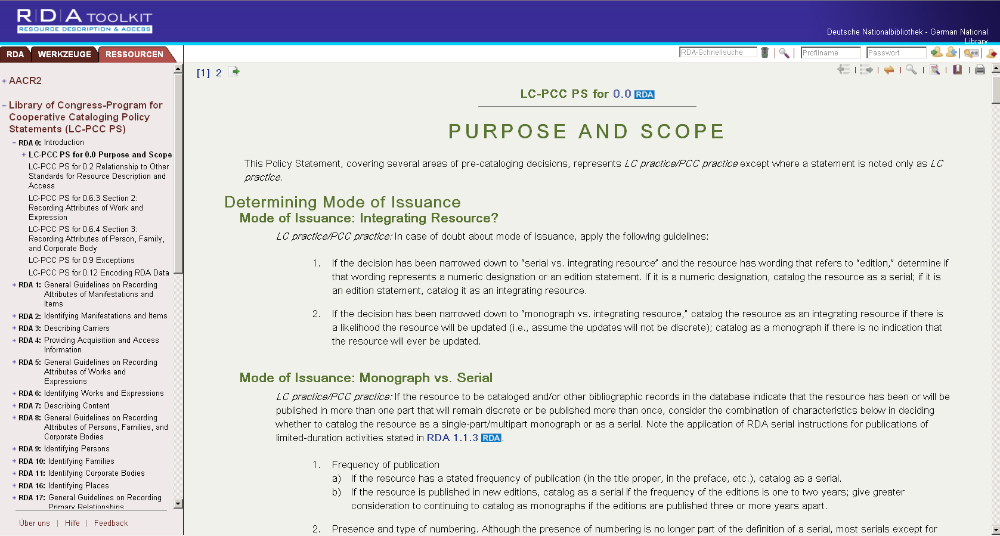 R|D|A TOOLKIT
RESOURCE DESCRIPTION & ACCESS
Deutsche Nationalbibliothek - German National
Library
RDA WERKZEUGE RESSOURCEN
RDA-Schnellsuche Profilname Passwort
+ AACR2
− Library of Congress-Program for
Cooperative Cataloging Policy
Statements (LC-PCC PS)
− RDA 0: Introduction
+ LC-PCC PS for 0.0 Purpose and Scope
LC-PCC PS for 0.2 Relationship to Other
Standards for Resource Description and
Access
LC-PCC PS for 0.6.3 Section 2:
Recording Attributes of Work and
Expression
LC-PCC PS for 0.6.4 Section 3:
Recording Attributes of Person, Family,
and Corporate Body
LC-PCC PS for 0.9 Exceptions
LC-PCC PS for 0.12 Encoding RDA Data
+ RDA 1: General Guidelines on Recording
Attributes of Manifestations and
Items
+ RDA 2: Identifying Manifestations and Items
+ RDA 3: Describing Carriers
+ RDA 4: Providing Acquisition and Access
Information
+ RDA 5: General Guidelines on Recording
Attributes of Works and
Expressions
+ RDA 6: Identifying Works and Expressions
+ RDA 7: Describing Content
+ RDA 8: General Guidelines on Recording
Attributes of Persons, Families, and
Corporate Bodies
+ RDA 9: Identifying Persons
+ RDA 10: Identifying Families
+ RDA 11: Identifying Corporate Bodies
+ RDA 16: Identifying Places
+ RDA 17: General Guidelines on Recording
Primary Relationships
Über uns | Hilfe | Feedback
[1] 2
LC-PCC PS for 0.0 RDA
PURPOSE AND SCOPE
This Policy Statement, covering several areas of pre-cataloging decisions, represents LC practice/PCC practice except where a statement is noted only as LC
practice.
Determining Mode of Issuance
Mode of Issuance: Integrating Resource?
LC practice/PCC practice: In case of doubt about mode of issuance, apply the following guidelines:
1. If the decision has been narrowed down to “serial vs. integrating resource” and the resource has wording that refers to “edition,” determine if
that wording represents a numeric designation or an edition statement. If it is a numeric designation, catalog the resource as a serial; if it is
an edition statement, catalog it as an integrating resource.
2. If the decision has been narrowed down to “monograph vs. integrating resource,” catalog the resource as an integrating resource if there is
a likelihood the resource will be updated (i.e., assume the updates will not be discrete); catalog as a monograph if there is no indication that
the resource will ever be updated.
Mode of Issuance: Monograph vs. Serial
LC practice/PCC practice: If the resource to be cataloged and/or other bibliographic records in the database indicate that the resource has been or will be
published in more than one part that will remain discrete or be published more than once, consider the combination of characteristics below in deciding
whether to catalog the resource as a single-part/multipart monograph or as a serial. Note the application of RDA serial instructions for publications of
limited-duration activities stated in RDA 1.1.3 RDA.
1. Frequency of publication
a) If the resource has a stated frequency of publication (in the title proper, in the preface, etc.), catalog as a serial.
b) If the resource is published in new editions, catalog as a serial if the frequency of the editions is one to two years; give greater
consideration to continuing to catalog as monographs if the editions are published three or more years apart.
2. Presence and type of numbering. Although the presence of numbering is no longer part of the definition of a serial, most serials except for